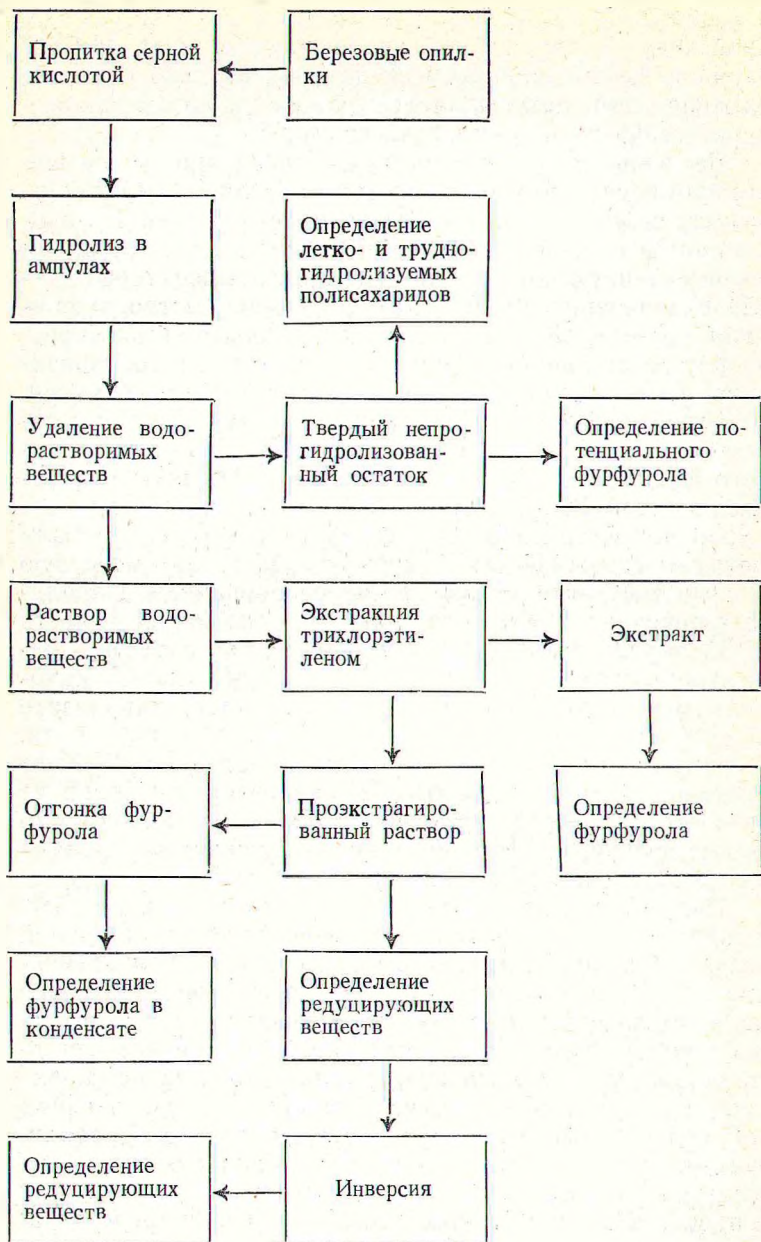 Пропитка серной
кислотой
Березовые опил-
ки
Гидролиз в
ампулах
Определение
легко- и трудно-
гидролизуемых
полисахаридов
Удаление водо-
растворимых
веществ
Твердый непро-
гидролизован-
ный остаток
Определение по-
тенциального
фурфурола
Раствор водо-
растворимых
веществ
Экстракция
трихлорэти-
леном
Экстракт
Отгонка фур-
фурола
Проэкстрагиро-
ванный раствор
Определение
фурфурола
Определение
фурфурола в
конденсате
Определение
редуцирующих
веществ
Определение
редуцирующих
веществ
Инверсия